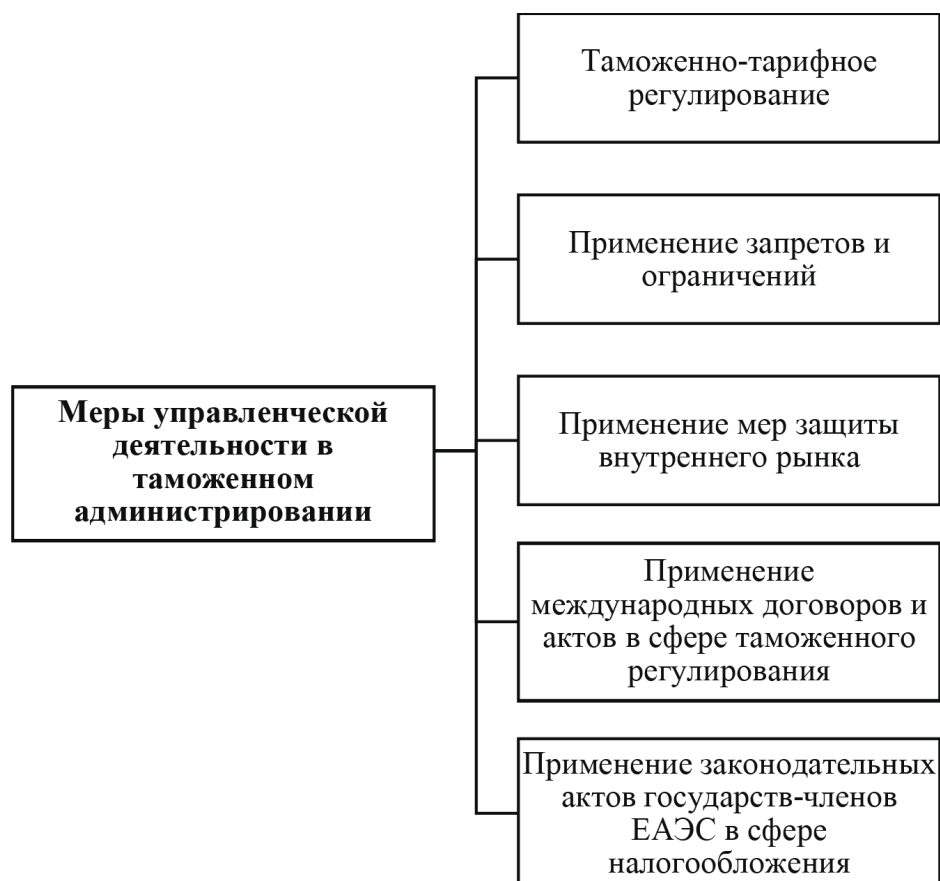 Таможенно-тарифное
регулирование
Применение запретов и
ограничений
Меры управленческой
деятельности в
таможенном
администрировании
Применение мер защиты
внутреннего рынка
Применение
международных договоров и
актов в сфере таможенного
регулирования
Применение законодательных
актов государств-членов
ЕАЭС в сфере
налогообложения